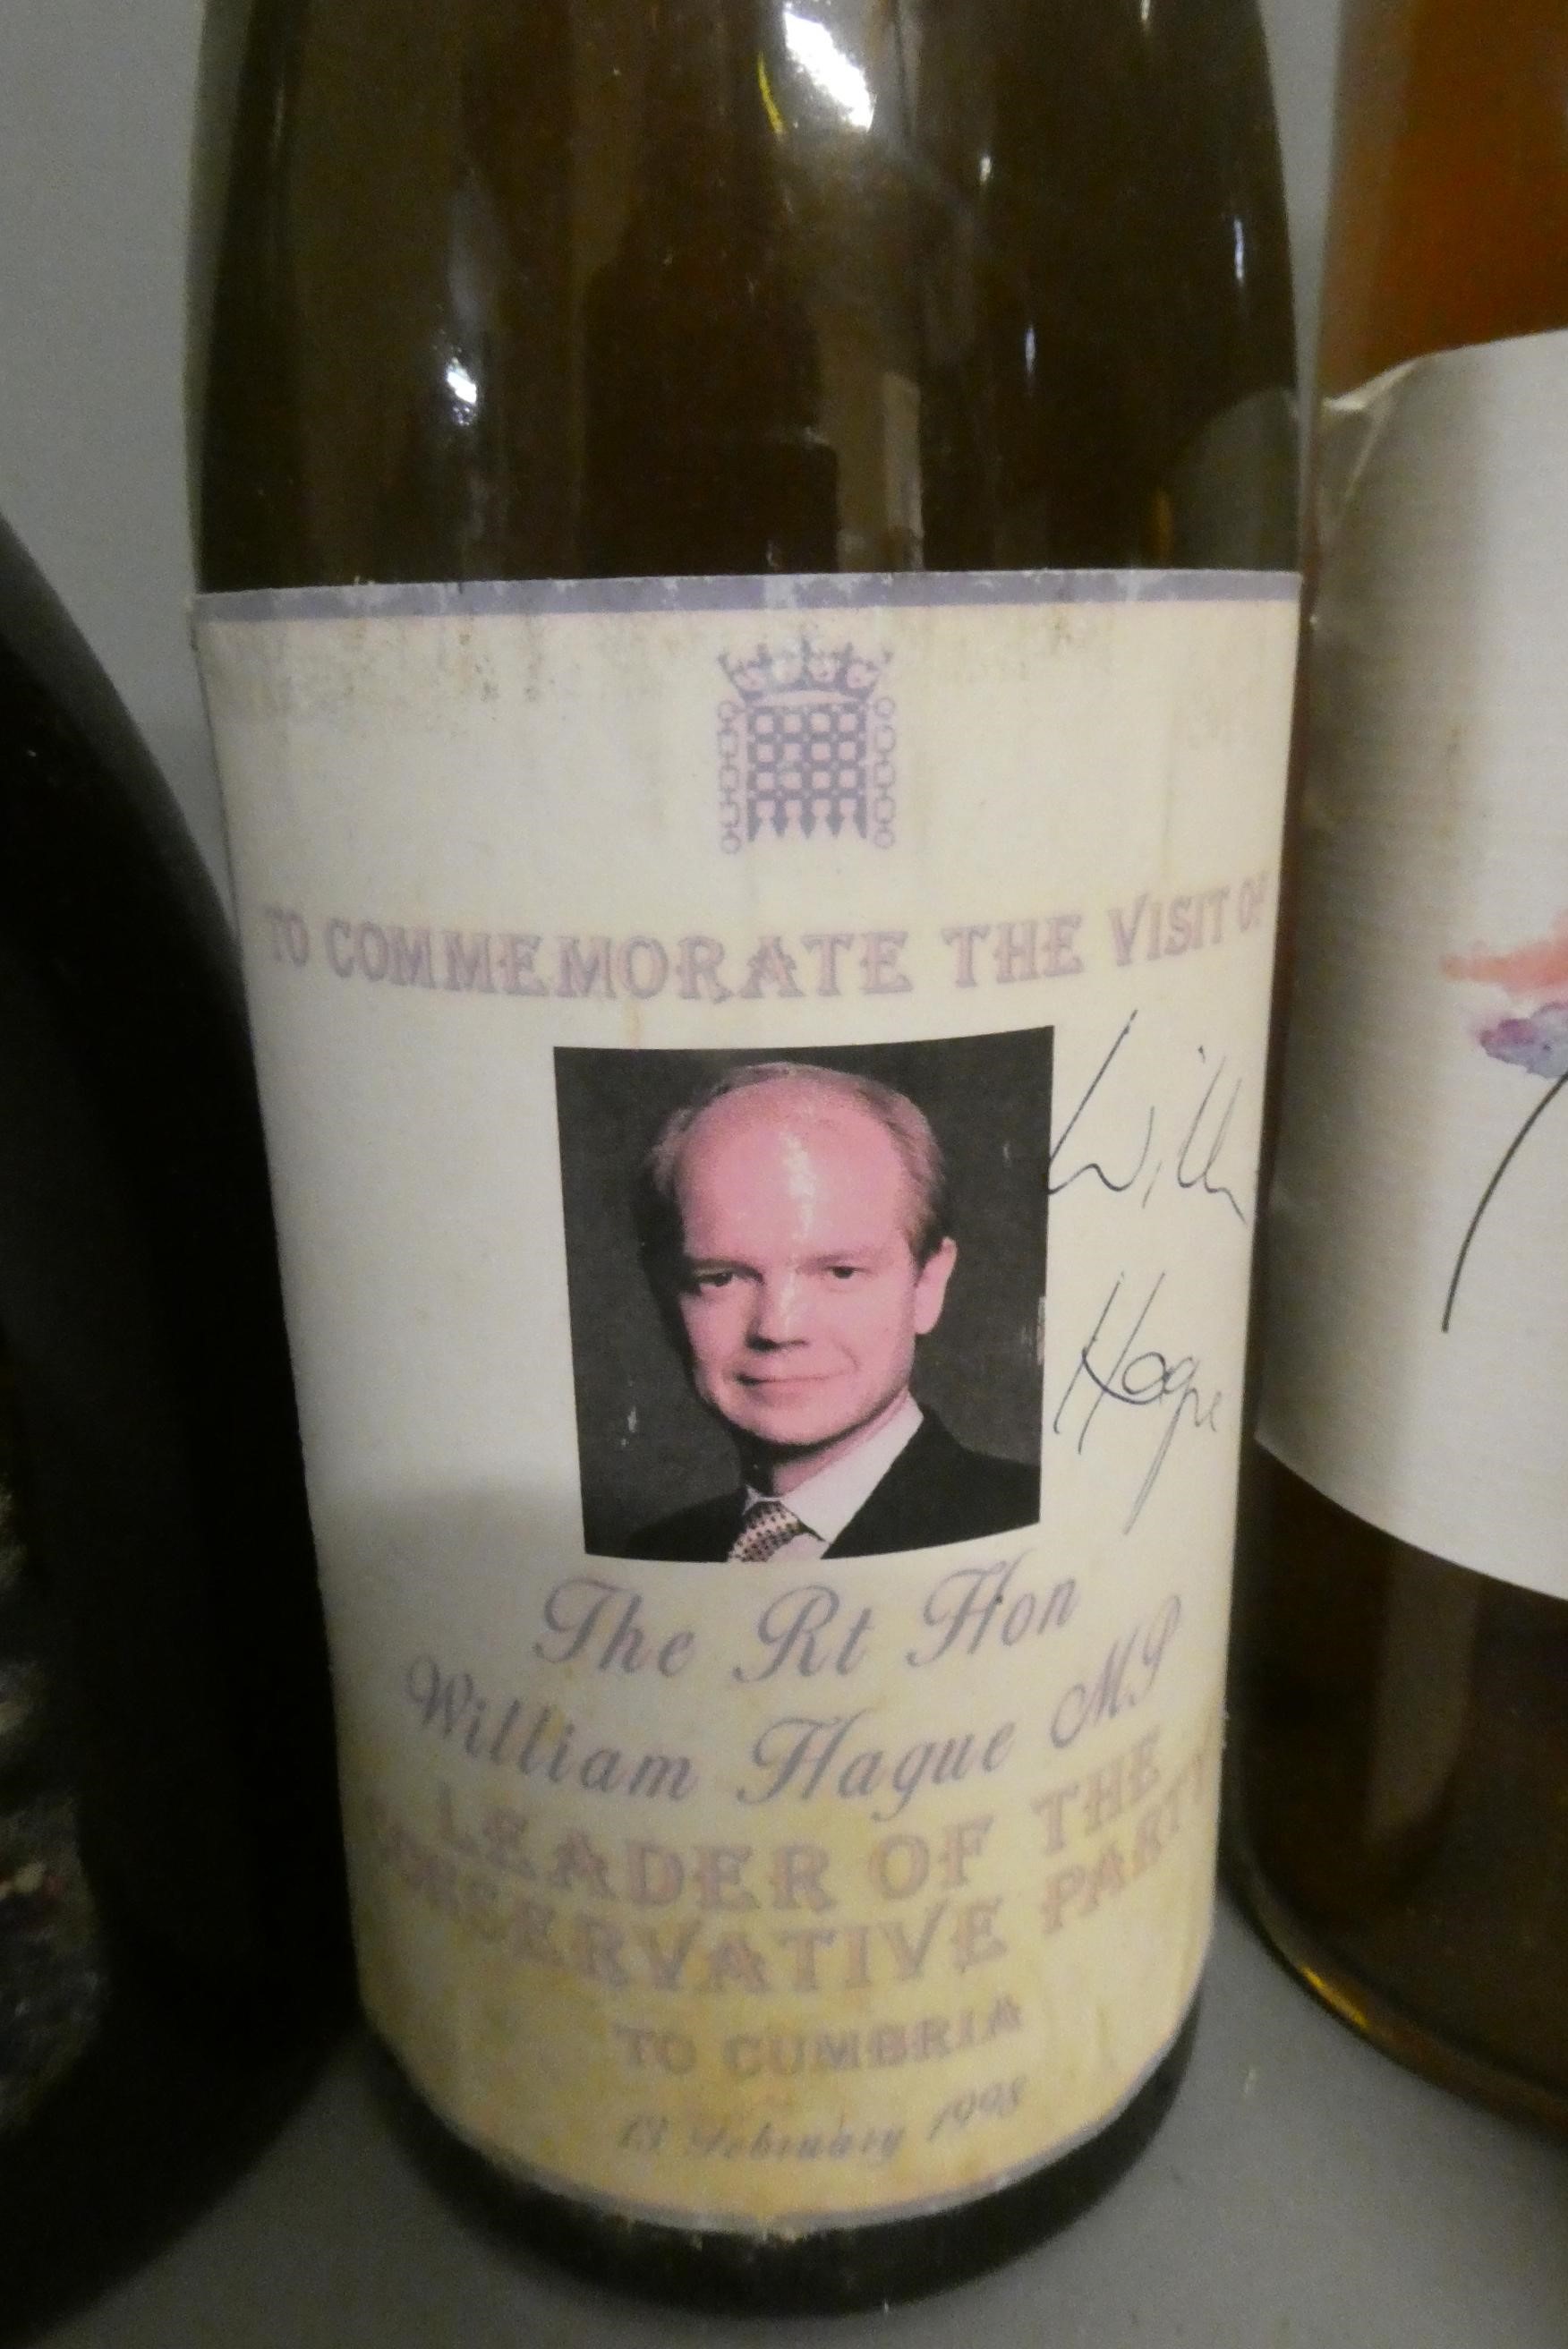 TO COMMEMORATE THE VISIT OF
William
Hague
The Rt Hon
William Hague MP
LEADER OF THE
CONSERVATIVE PARTY
TO CUMBRIA
13 February 1998